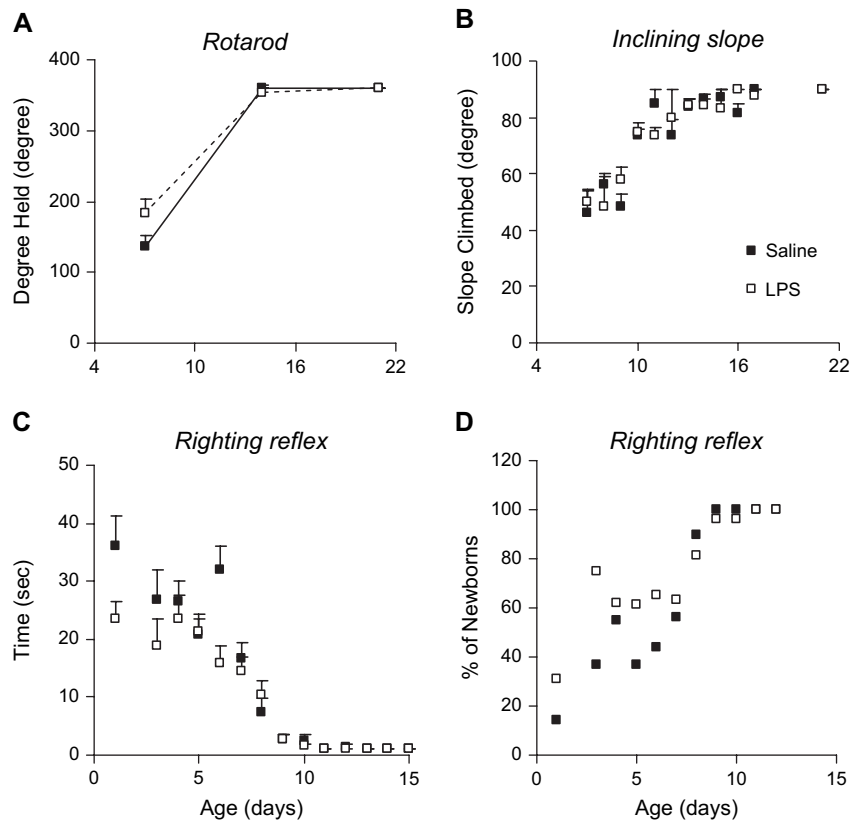 A
Rotarod
Degree Held (degree)
400
300
200
100
0
4
10
16
22
B
Inclining slope
Slope Climbed (degree)
100
80
60
40
20
0
Saline
LPS
4
10
16
22
C
Righting reflex
Time (sec)
50
40
30
20
10
0
0
5
10
15
Age (days)
D
Righting reflex
% of Newborns
120
100
80
60
40
20
0
0
5
10
15
Age (days)